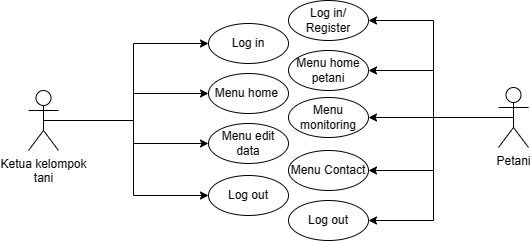 Log in/
Register
Log in
Menu home
petani
Menu home
Menu
monitoring
Menu edit
data
Ketua kelompok
tani
Petani
Menu Contact
Log out
Log out